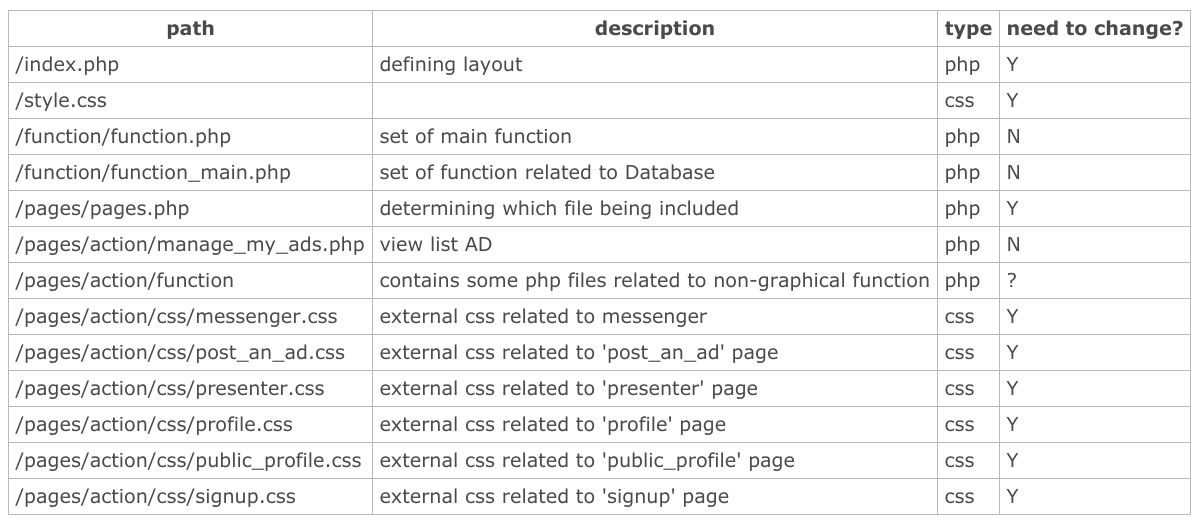 path description type need to change?
/index.php defining layout php Y
/style.css css Y
/function/function.php set of main function php N
/function/function_main.php set of function related to Database php N
/pages/pages.php determining which file being included php Y
/pages/action/manage_my_ads.php view list AD php N
/pages/action/function contains some php files related to non-graphical function php ?
/pages/action/css/messenger.css external css related to messenger css Y
/pages/action/css/post_an_ad.css external css related to 'post_an_ad' page css Y
/pages/action/css/presenter.css external css related to 'presenter' page css Y
/pages/action/css/profile.css external css related to 'profile' page css Y
/pages/action/css/public_profile.css external css related to 'public_profile' page css Y
/pages/action/css/signup.css external css related to 'signup' page css Y